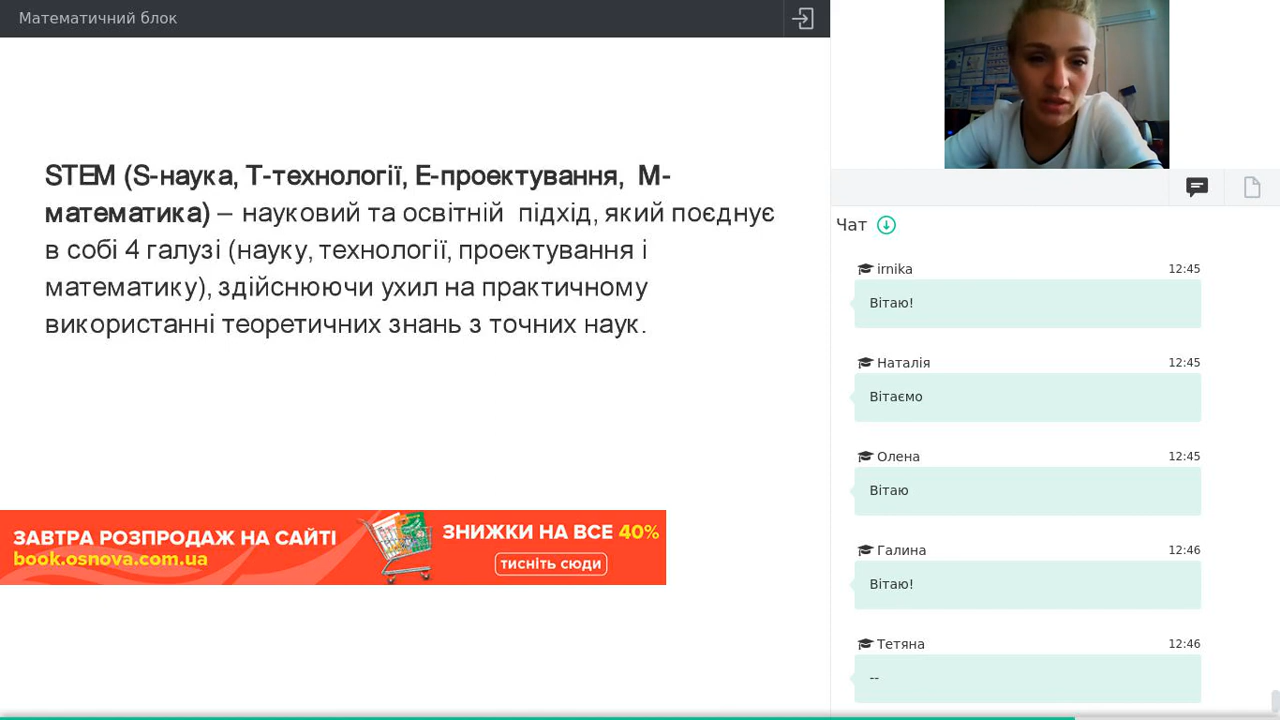 Математичний блок
STEM (S-наука, T-технології, E-проектування, M-
математика) – науковий та освітній підхід, який поєднує
в собі 4 галузі (науку, технології, проектування і
математику), здійснюючи ухил на практичному
використанні теоретичних знань з точних наук.
ЗАВТРА РОЗПРОДАЖ НА САЙТІ
book.osnova.com.ua
ЗНИЖКИ НА ВСЕ 40%
тисніть сюди
Чат
irnika 12:45
Вітаю!
Наталія 12:45
Вітаємо
Олена 12:45
Вітаю
Галина 12:46
Вітаю!
Тетяна 12:46
--